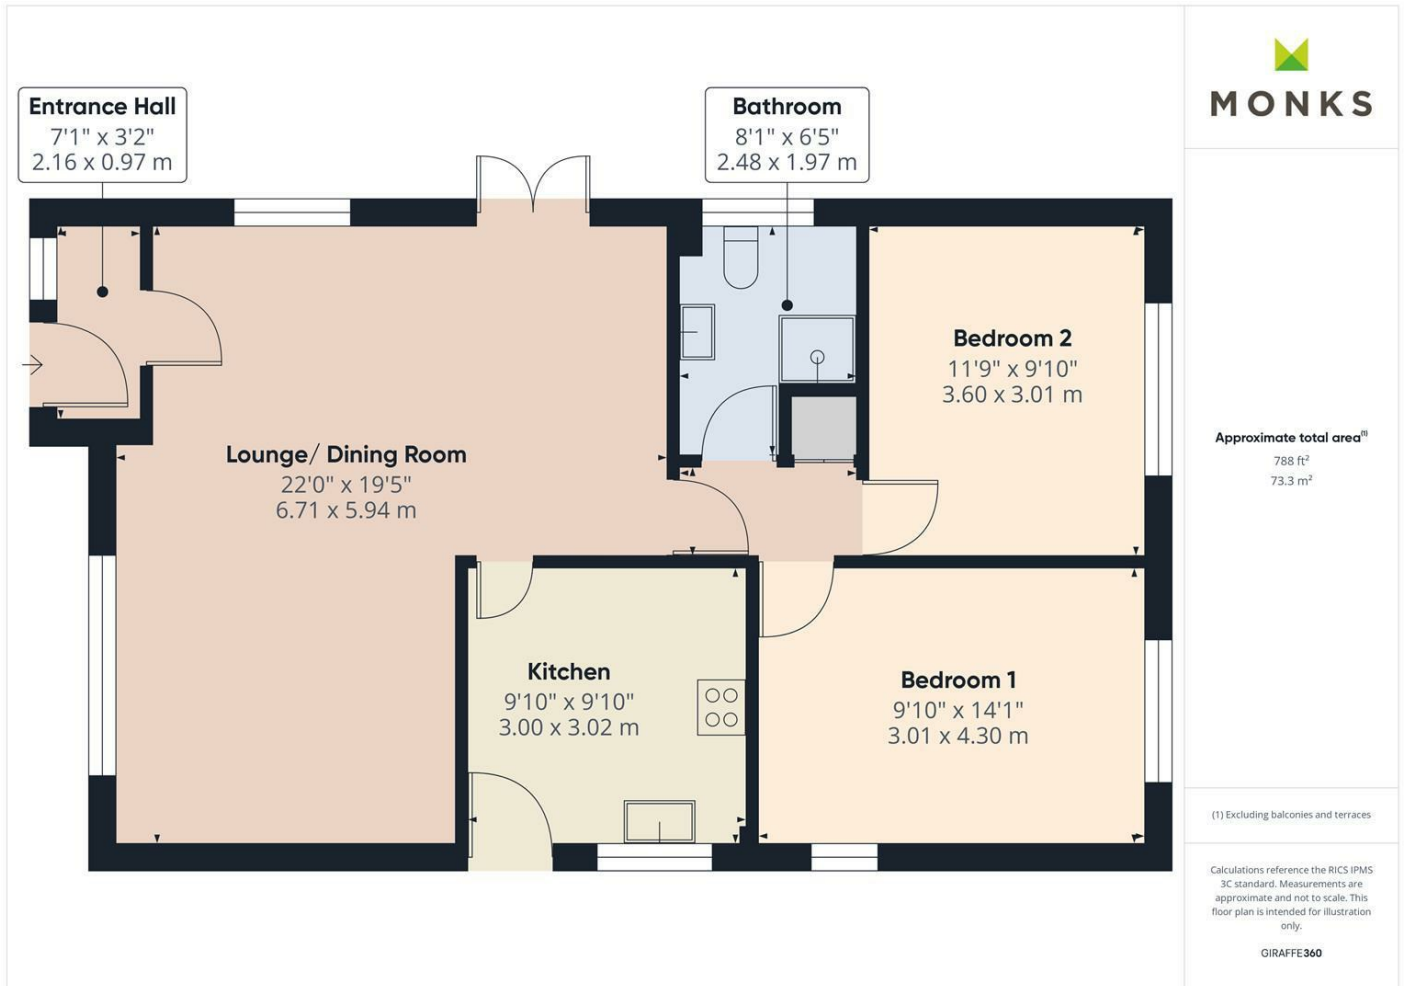 Entrance Hall
7'1" x 3'2"
2.16 x 0.97 m
Bathroom
8'1" x 6'5"
2.48 x 1.97 m
Bedroom 2
11'9" x 9'10"
3.60 x 3.01 m
Lounge/ Dining Room
22'0" x 19'5"
6.71 x 5.94 m
Kitchen
9'10" x 9'10"
3.00 x 3.02 m
Bedroom 1
9'10" x 14'1"
3.01 x 4.30 m
MONKS
Approximate total area⁽¹⁾
788 ft²
73.3 m²
(1) Excluding balconies and terraces
Calculations reference the RICS IPMS
3C standard. Measurements are
approximate and not to scale. This
floor plan is intended for illustration
only.
GIRAFFE360